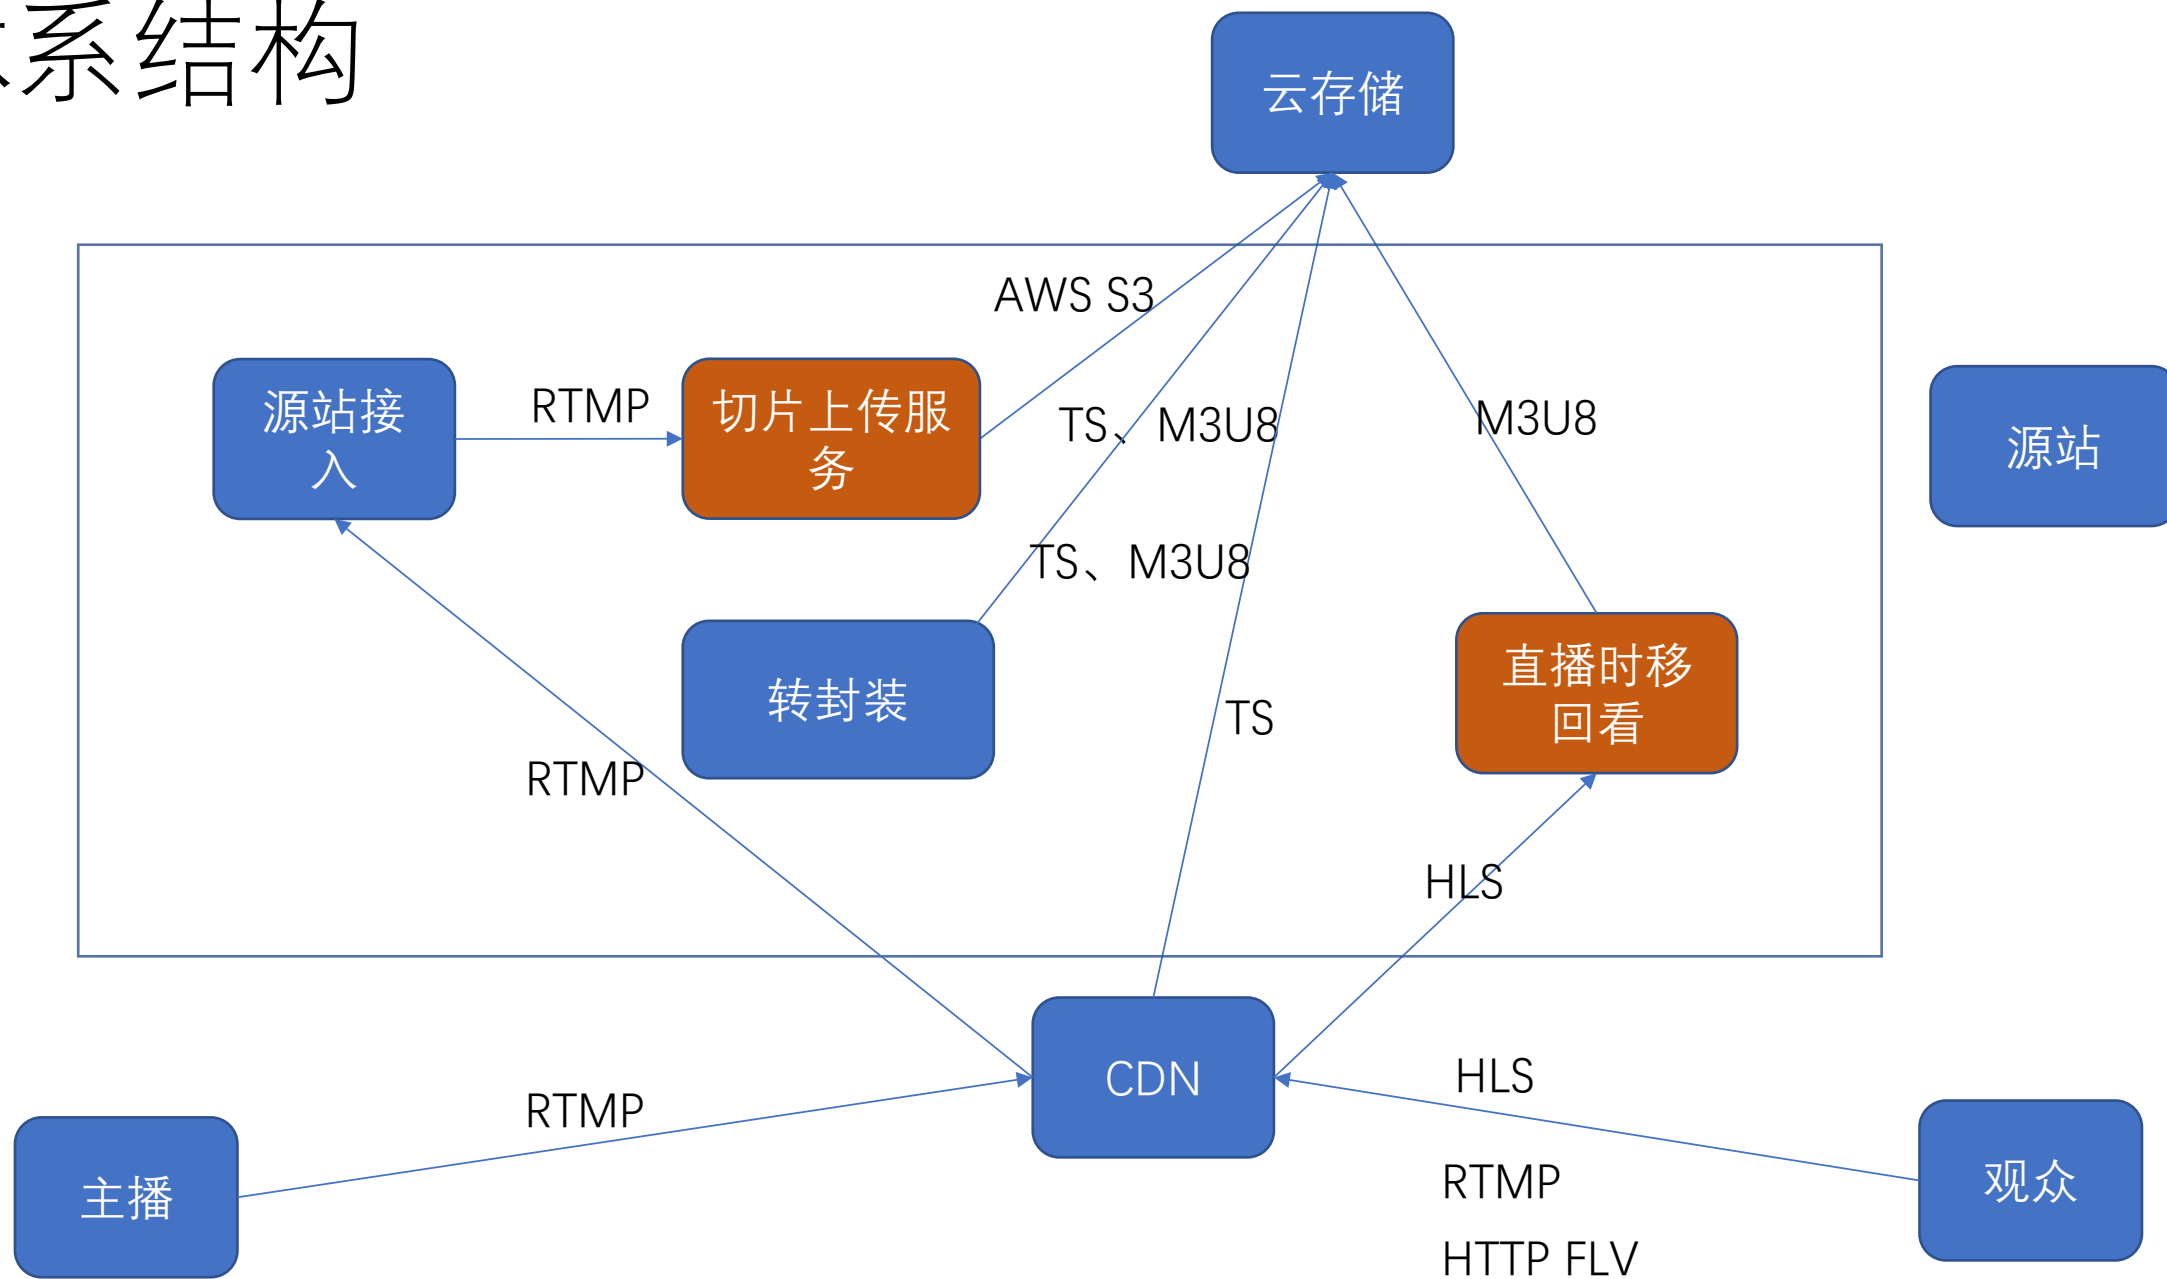 系结构
云存储
AWS S3
源站接
入
RTMP
切片上传服
务
TS、M3U8
M3U8
源站
TS、M3U8
转封装
直播时移
回看
TS
RTMP
HLS
CDN
HLS
RTMP
主播
RTMP
观众
HTTP FLV